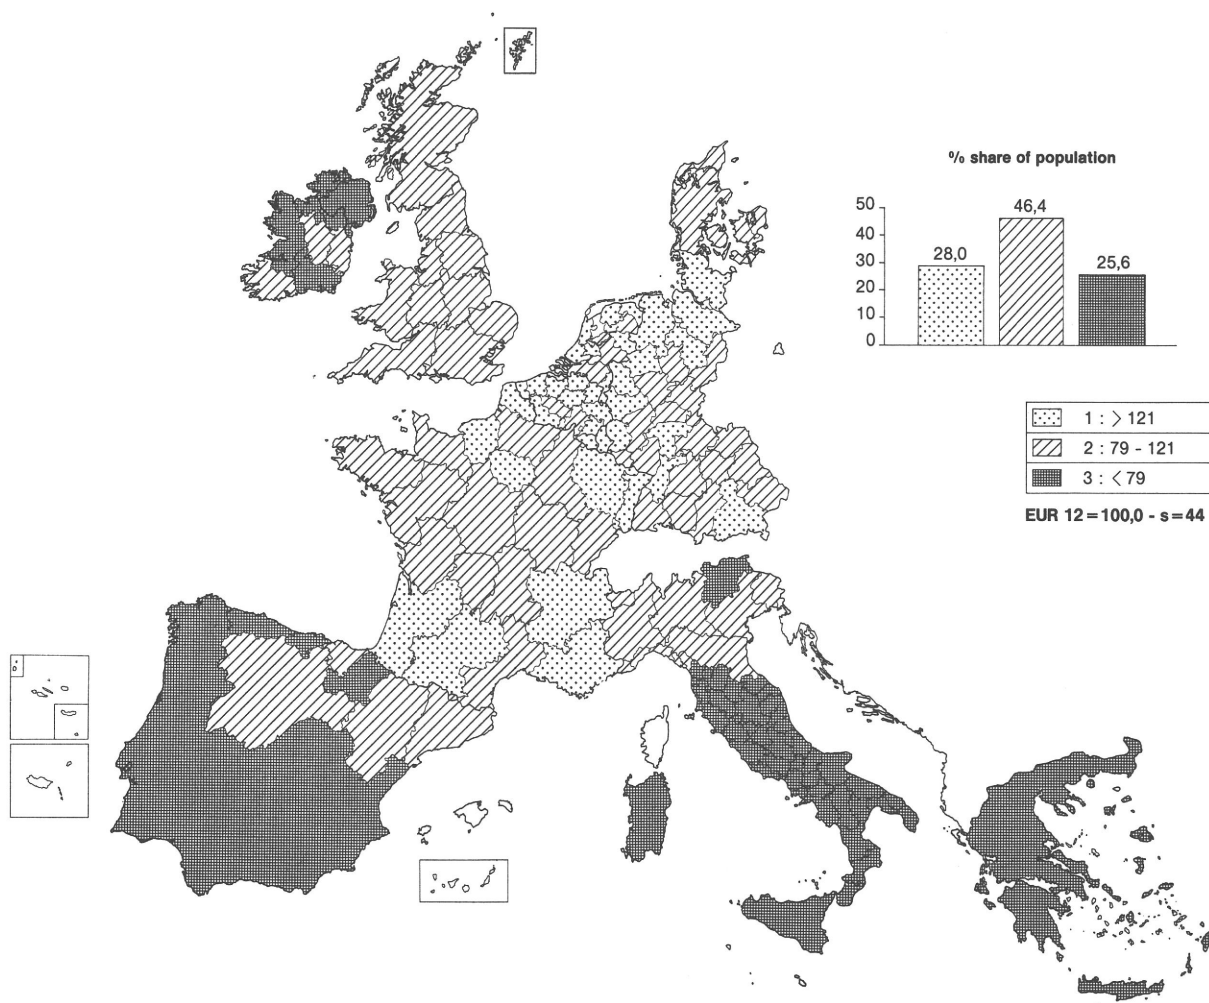 % share of population
50
40
30
20
10
0
28,0
46,4
25,6
1 : > 121
2 : 79 - 121
3 : < 79
EUR 12 = 100,0 - s = 44